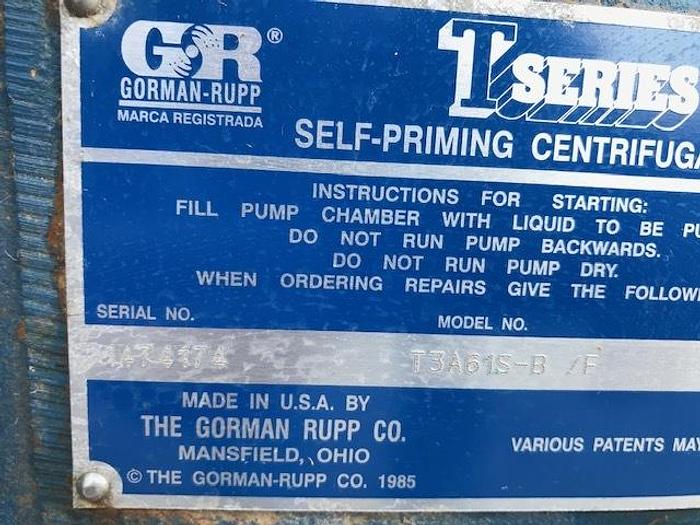 GR®
GORMAN-RUPP
MARCA REGISTRADA
T SERIES
SELF-PRIMING CENTRIFUGA
INSTRUCTIONS FOR STARTING:
FILL PUMP CHAMBER WITH LIQUID TO BE PU
DO NOT RUN PUMP BACKWARDS.
DO NOT RUN PUMP DRY.
WHEN ORDERING REPAIRS GIVE THE FOLLOW
SERIAL NO. MODEL NO.
T3A61S-B /F
MADE IN U.S.A. BY
THE GORMAN RUPP CO.
MANSFIELD, OHIO
© THE GORMAN-RUPP CO. 1985
VARIOUS PATENTS MAY